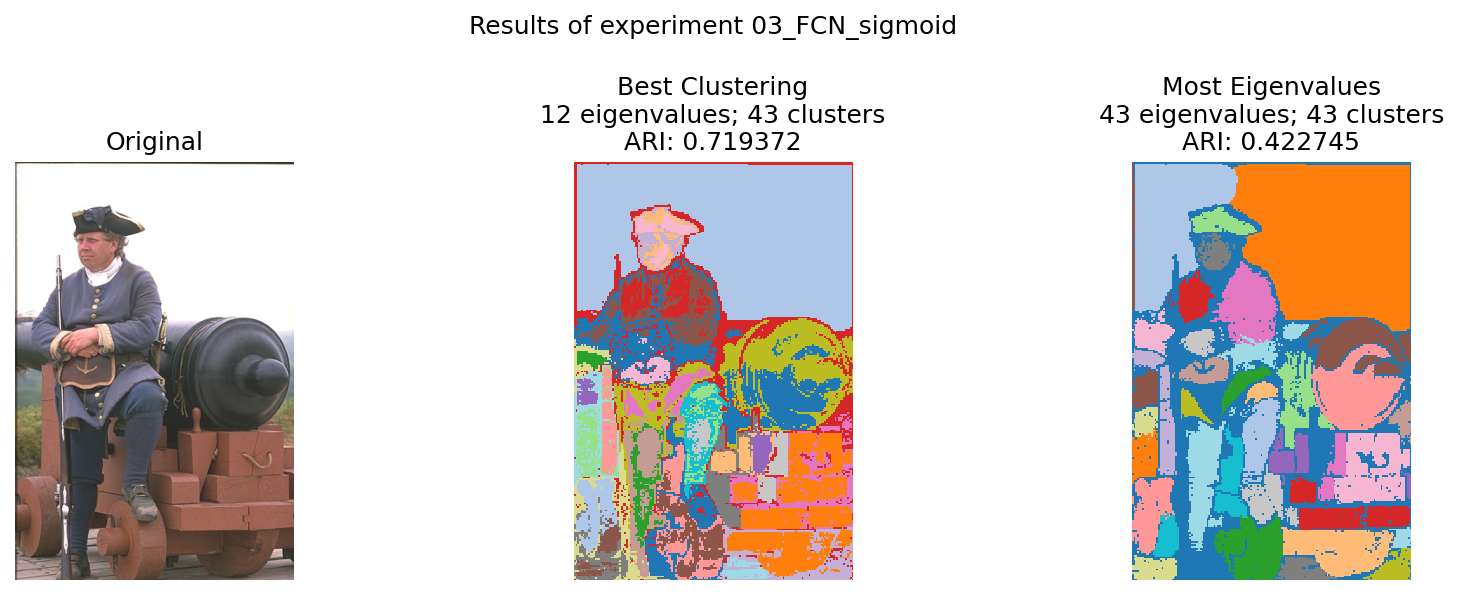 Results of experiment 03_FCN_sigmoid
Original
Best Clustering
12 eigenvalues; 43 clusters
ARI: 0.719372
Most Eigenvalues
43 eigenvalues; 43 clusters
ARI: 0.422745